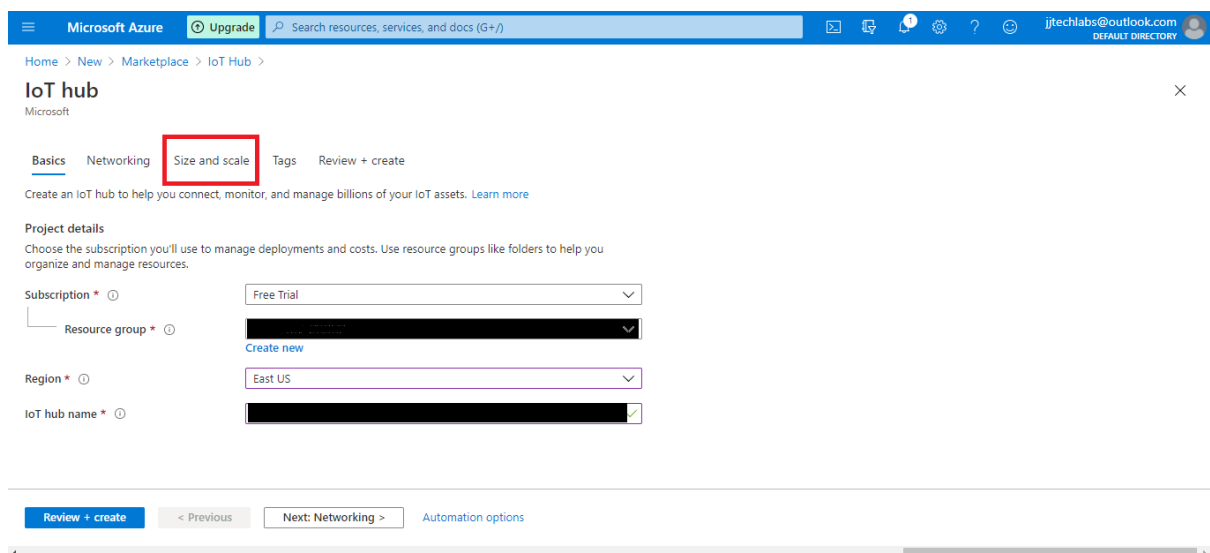 Microsoft Azure Upgrade Search resources, services, and docs (G+/) 1 jjtechlabs@outlook.com
DEFAULT DIRECTORY
Home > New > Marketplace > IoT Hub >
IoT hub
Microsoft
Basics Networking Size and scale Tags Review + create
Create an IoT hub to help you connect, monitor, and manage billions of your IoT assets. Learn more
Project details
Choose the subscription you'll use to manage deployments and costs. Use resource groups like folders to help you
organize and manage resources.
Subscription * Free Trial
Resource group *
Create new
Region * East US
IoT hub name *
Review + create < Previous Next: Networking > Automation options